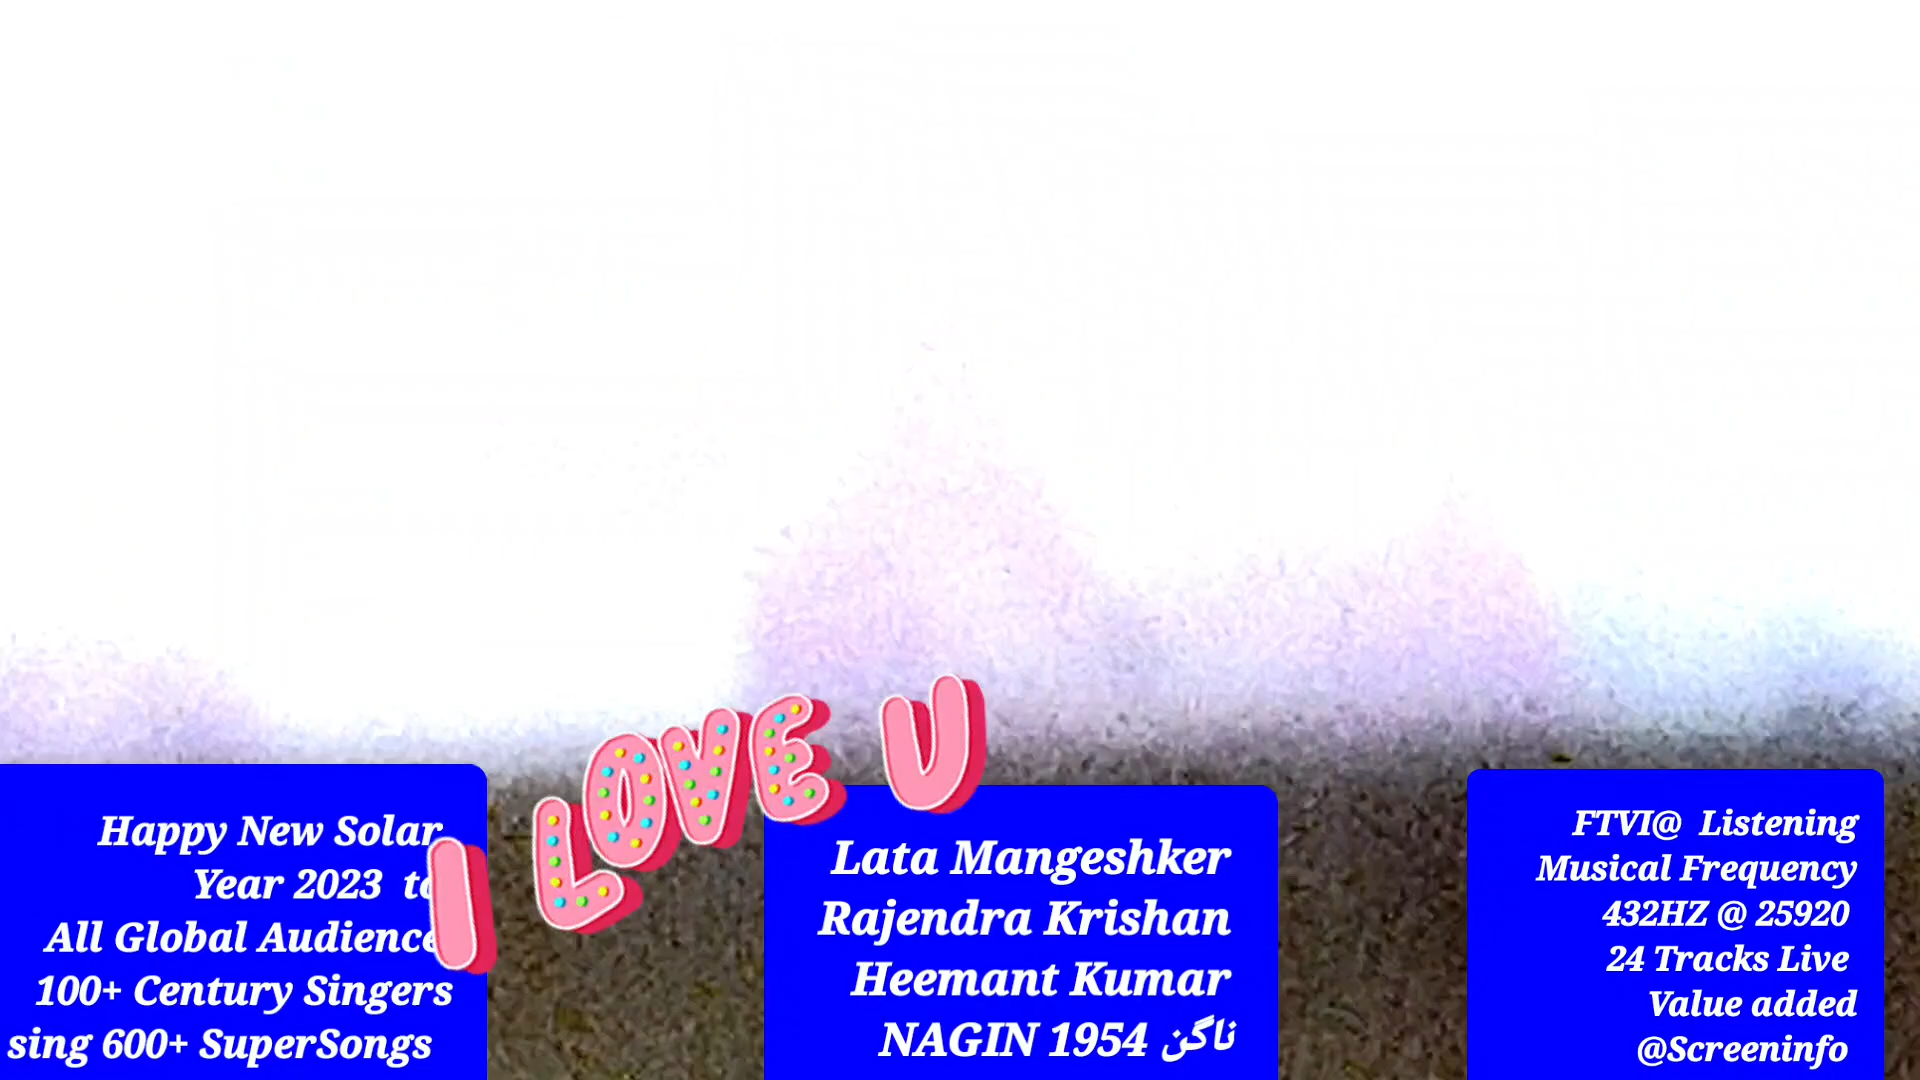 Happy New Solar
Year 2023 to
All Global Audience
100+ Century Singers
sing 600+ SuperSongs
I LOVE U
Lata Mangeshker
Rajendra Krishan
Heemant Kumar
NAGIN 1954 ناگن
FTVI@ Listening
Musical Frequency
432HZ @ 25920
24 Tracks Live
Value added
@Screeninfo